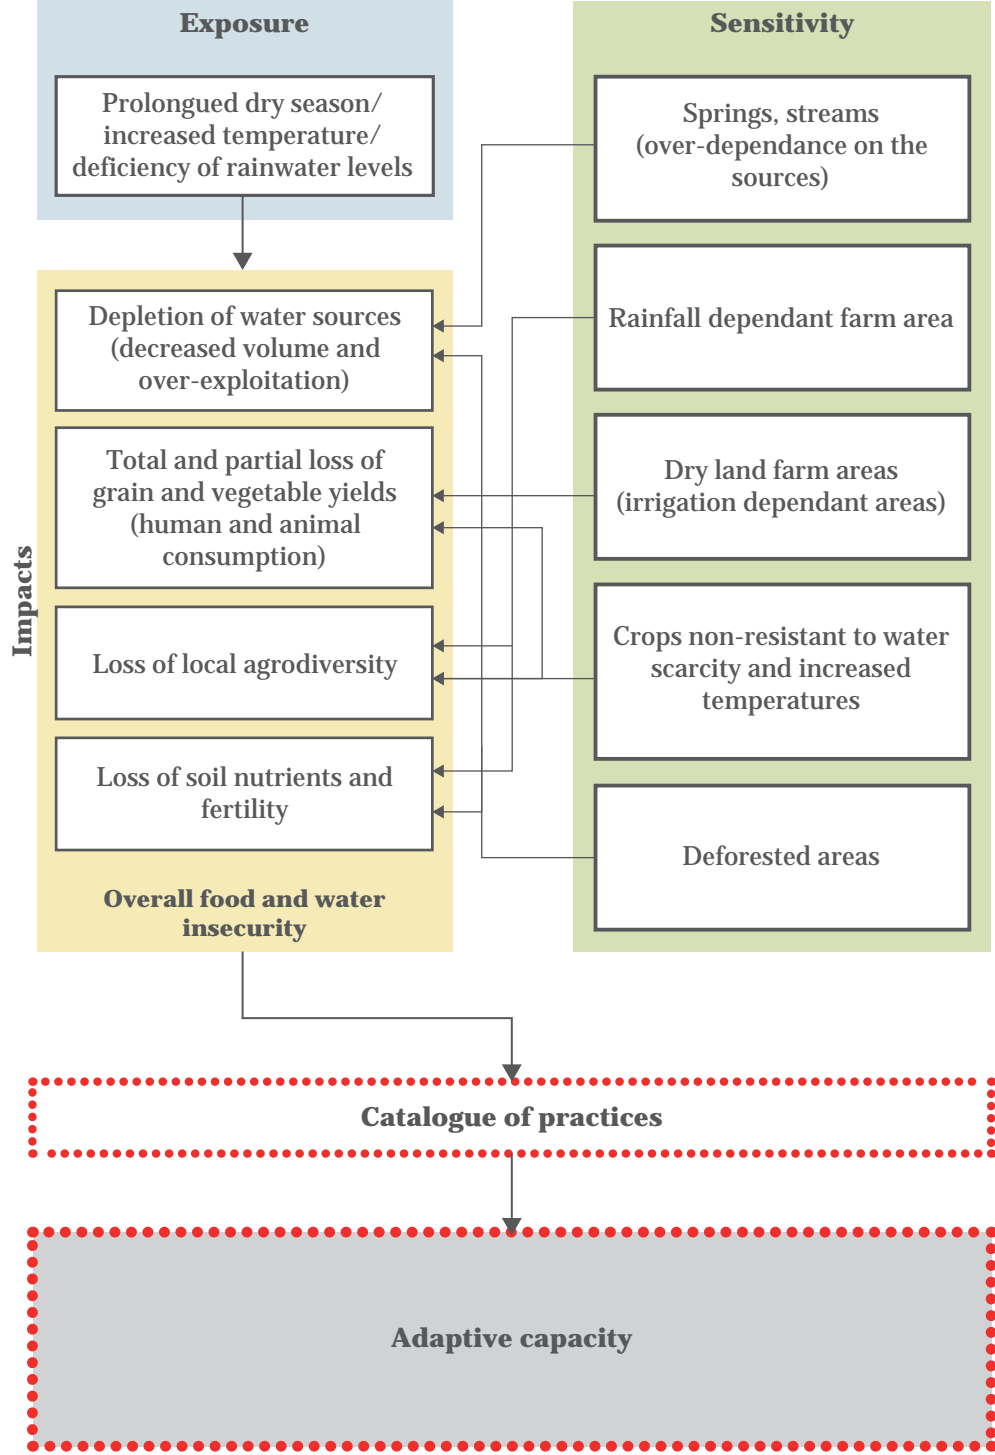 Exposure
Prolongued dry season/
increased temperature/
deficiency of rainwater levels
Sensitivity
Springs, streams
(over-dependance on the
sources)
Rainfall dependant farm area
Dry land farm areas
(irrigation dependant areas)
Crops non-resistant to water
scarcity and increased
temperatures
Deforested areas
Impacts
Depletion of water sources
(decreased volume and
over-exploitation)
Total and partial loss of
grain and vegetable yields
(human and animal
consumption)
Loss of local agrodiversity
Loss of soil nutrients and
fertility
Overall food and water
insecurity
Catalogue of practices
Adaptive capacity